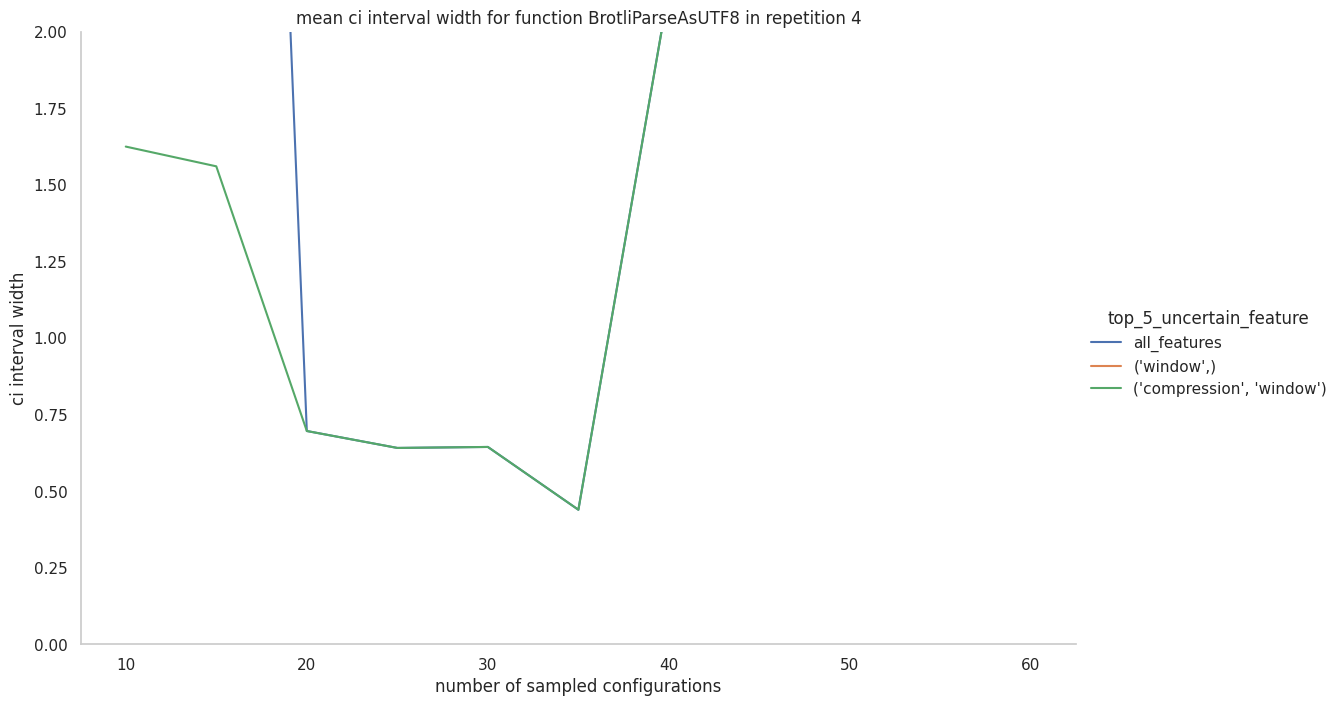 mean ci interval width for function BrotliParseAsUTF8 in repetition 4
2.00
1.75
1.50
1.25
1.00
0.75
0.50
0.25
0.00
ci interval width
10
20
30
40
50
60
number of sampled configurations
top_5_uncertain_feature
all_features
('window',)
('compression', 'window')